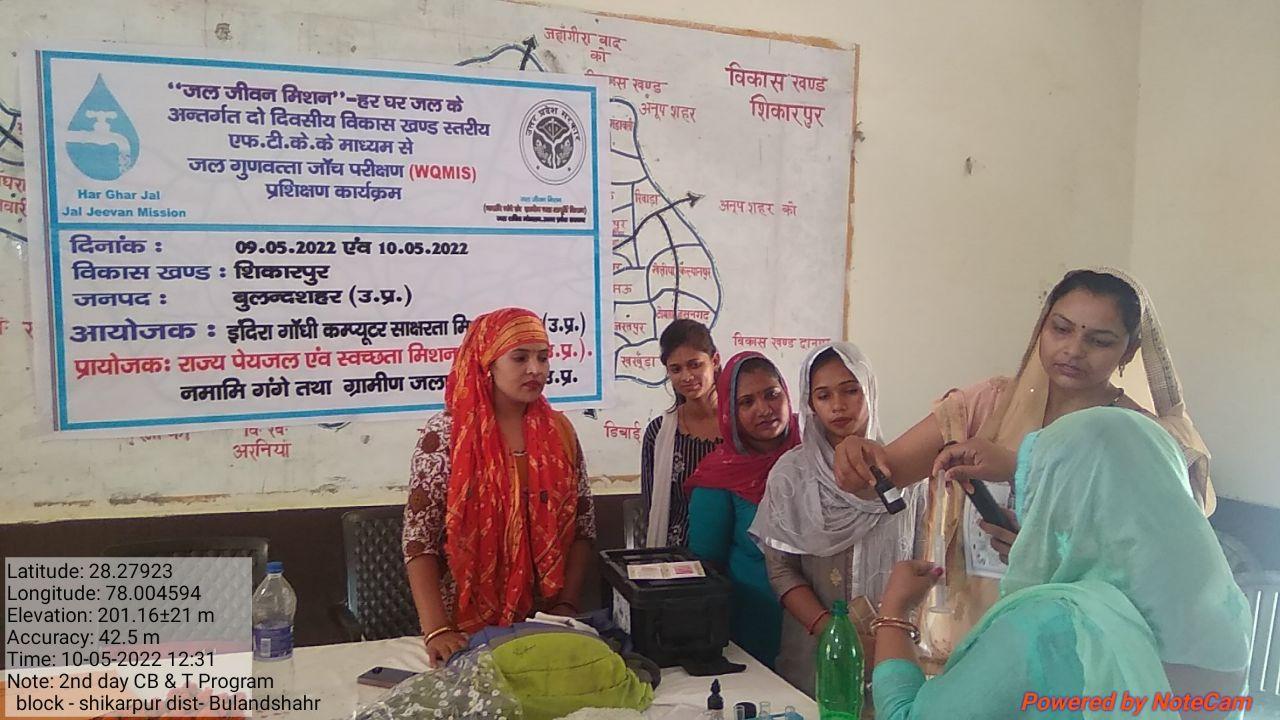 “जल जीवन मिशन”-हर घर जल के
अन्तर्गत दो दिवसीय विकास खण्ड स्तरीय
एफ.टी.के.के माध्यम से
जल गुणवत्ता जॉच परीक्षण (WQMIS)
प्रशिक्षण कार्यक्रम
Har Ghar Jal
Jal Jeevan Mission
दिनांक : 09.05.2022 एंव 10.05.2022
विकास खण्ड : शिकारपुर
जनपद : बुलन्दशहर (उ.प्र.)
आयोजक : इंदिरा गॉधी कम्प्यूटर साक्षरता (उ.प्र.)
प्रायोजकः राज्य पेयजल एंव स्वच्छता मिशन
नमामि गंगे तथा ग्रामीण उ.प्र.
जहाँगीरा बाद
को
खण्ड
अनूप शहर
विकास खण्ड
शिकारपुर
अनूप शहर को
विकास खण्ड
डिबाई
अरनियां
Latitude: 28.27923
Longitude: 78.004594
Elevation: 201.16±21 m
Accuracy: 42.5 m
Time: 10-05-2022 12:31
Note: 2nd day CB & T Program
block - shikarpur dist- Bulandshahr
Powered by NoteCam